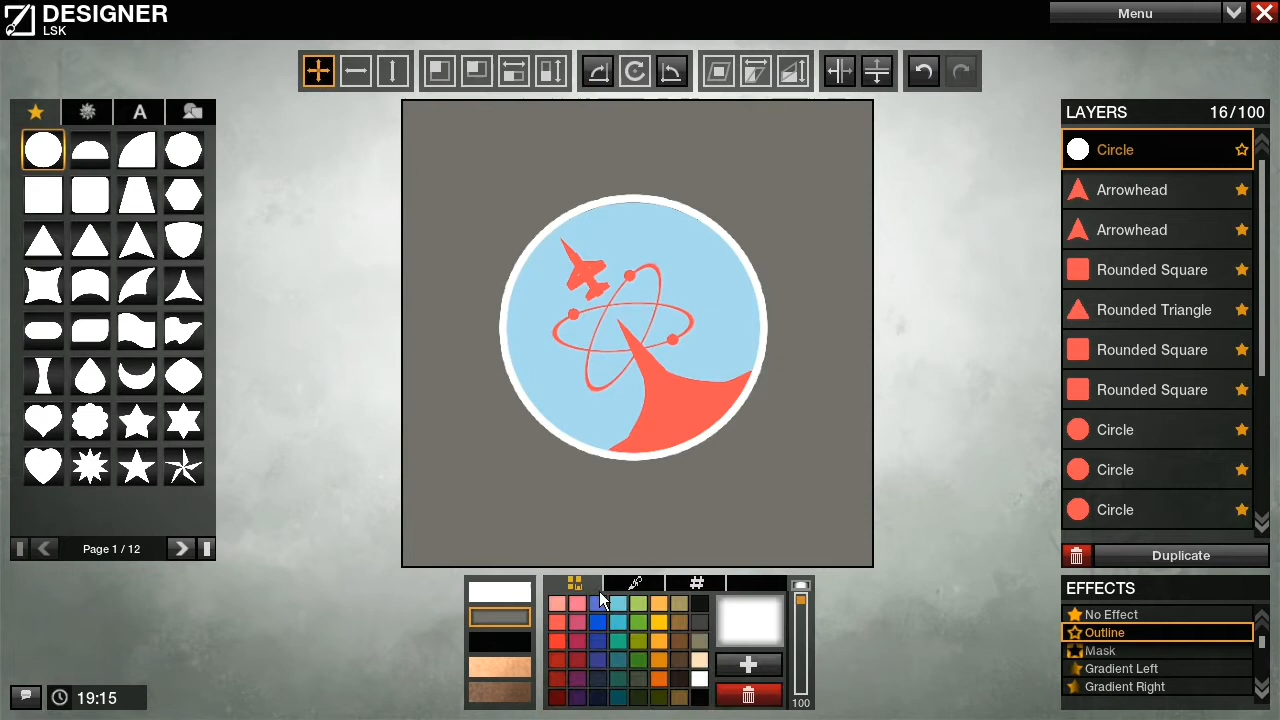 DESIGNER
LSK
Menu
A
LAYERS 16/100
Circle
Arrowhead
Arrowhead
Rounded Square
Rounded Triangle
Rounded Square
Rounded Square
Circle
Circle
Circle
Page 1 / 12
Duplicate
#
EFFECTS
No Effect
Outline
Mask
Gradient Left
Gradient Right
100
19:15